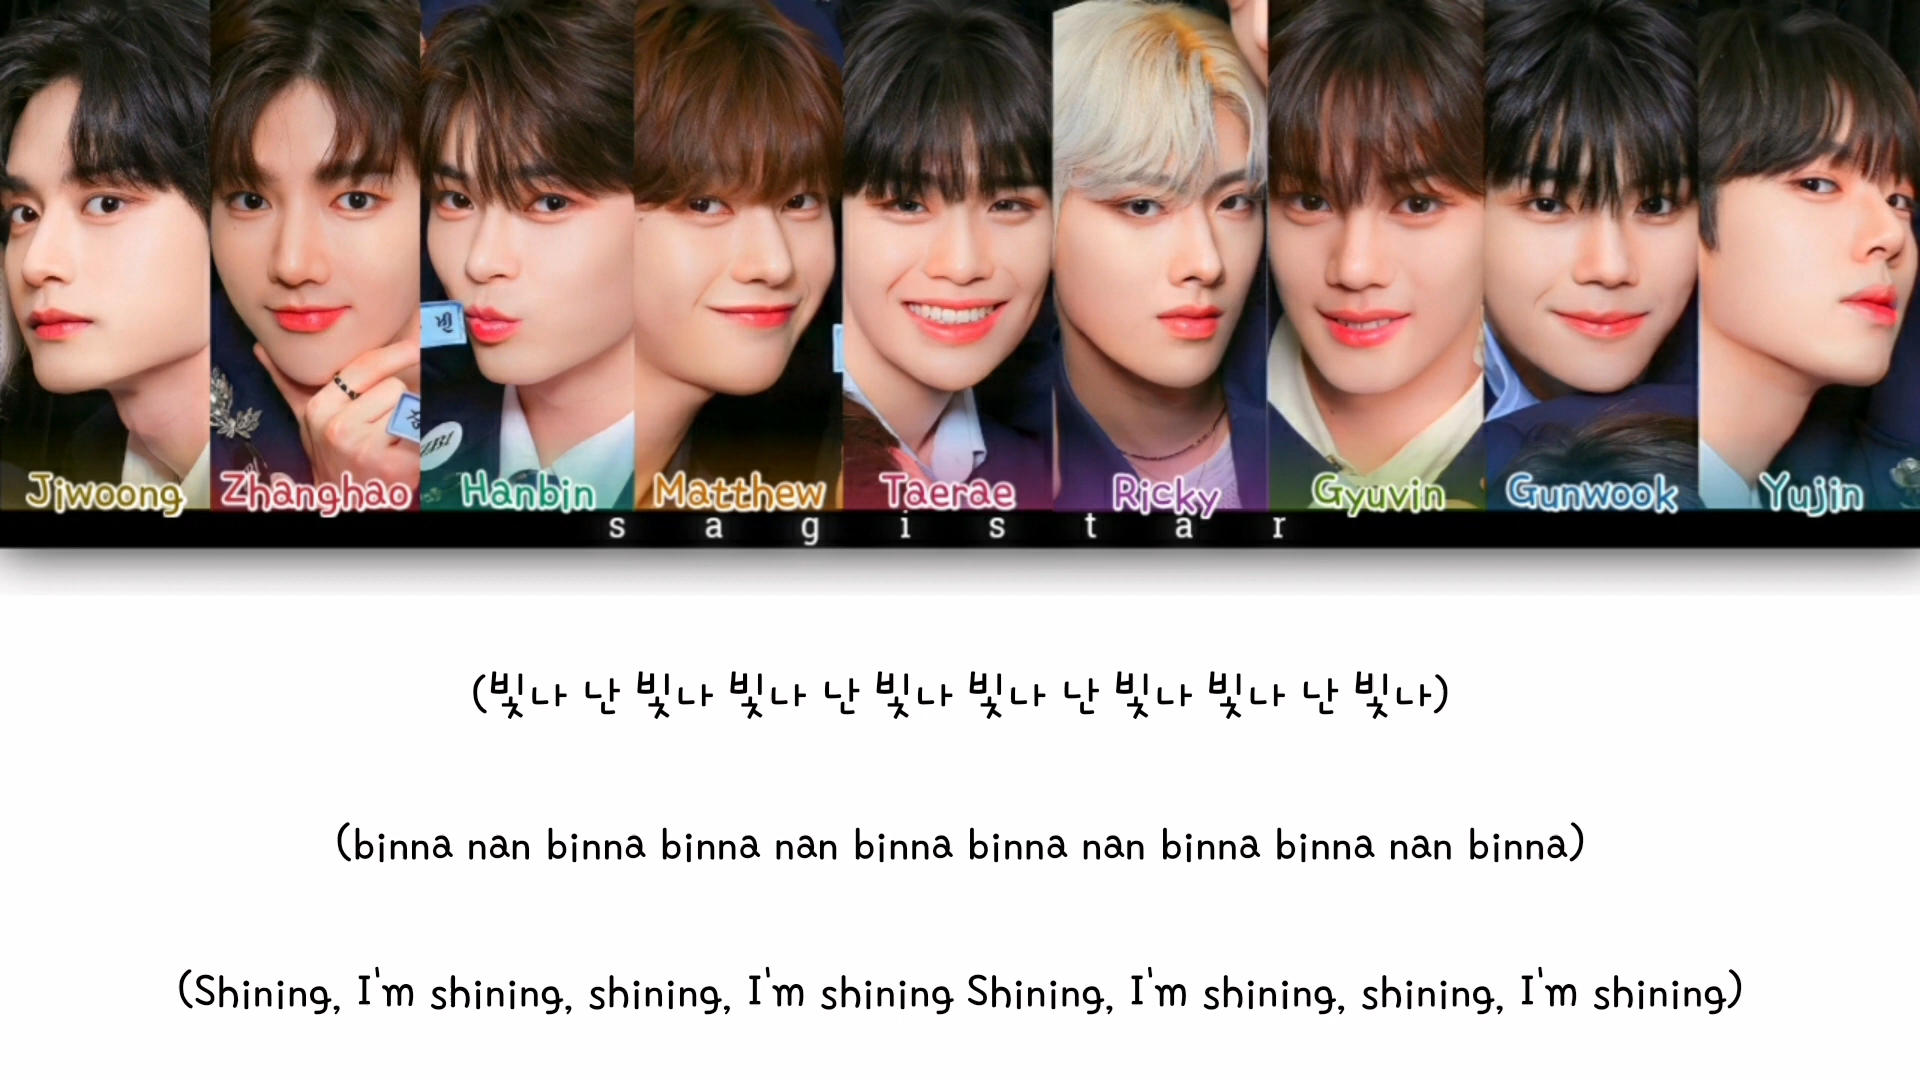 Jiwoong Zhanghao Hanbin Matthew Taerae Ricky Gyuvin Gunwook Yujin
s a g i s t a r
(빛나 난 빛나 빛나 난 빛나 빛나 난 빛나 빛나 난 빛나)
(binna nan binna binna nan binna binna nan binna binna nan binna)
(Shining, I'm shining, shining, I'm shining Shining, I'm shining, shining, I'm shining)